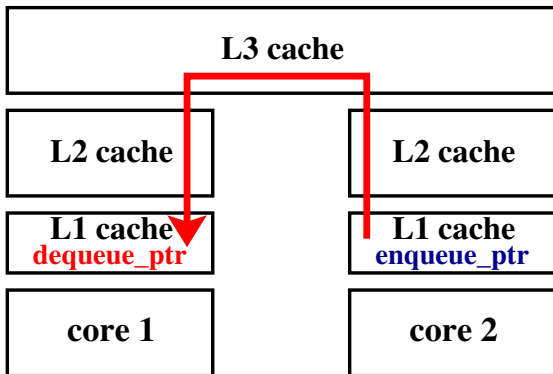 L3 cache
L2 cache
L2 cache
L1 cache
dequeue_ptr
L1 cache
enqueue_ptr
core 1
core 2